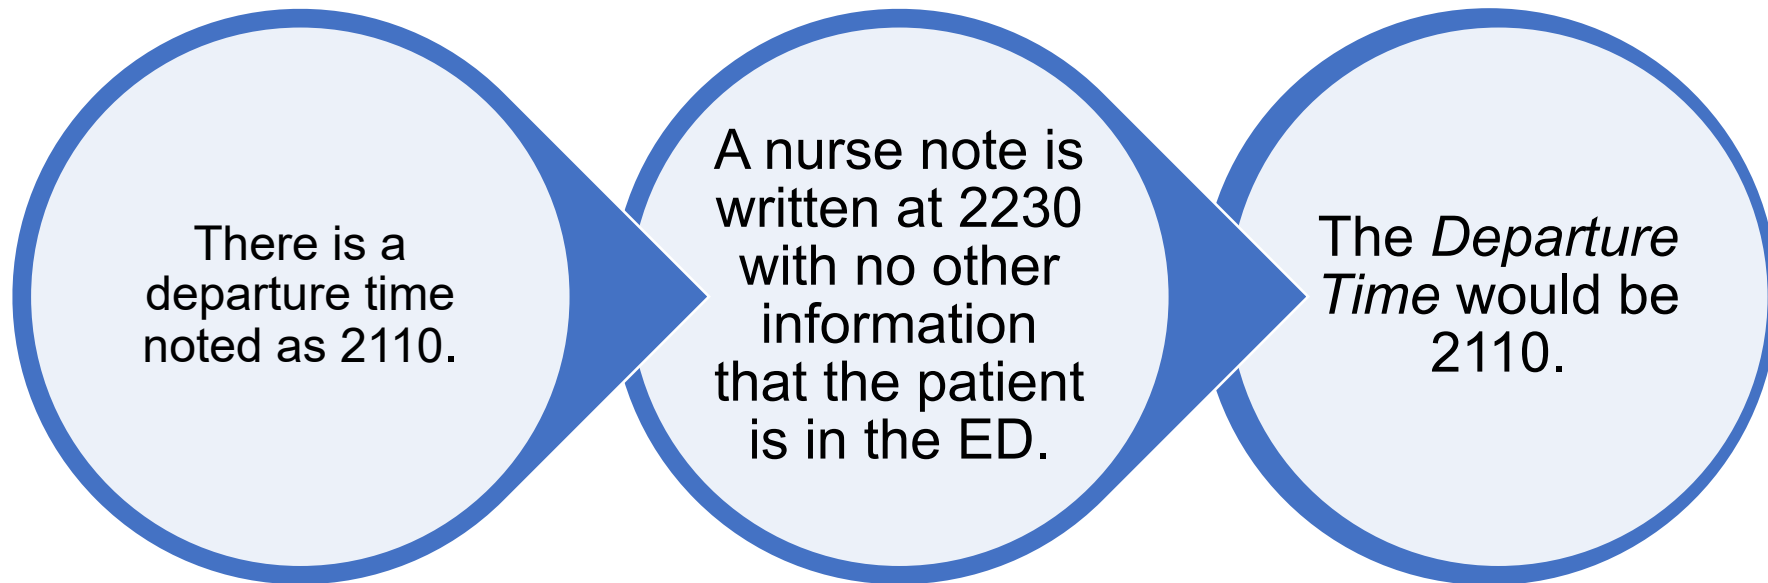 There is a
departure time
noted as 2110.
A nurse note is
written at 2230
with no other
information
that the patient
is in the ED.
The Departure
Time would be
2110.